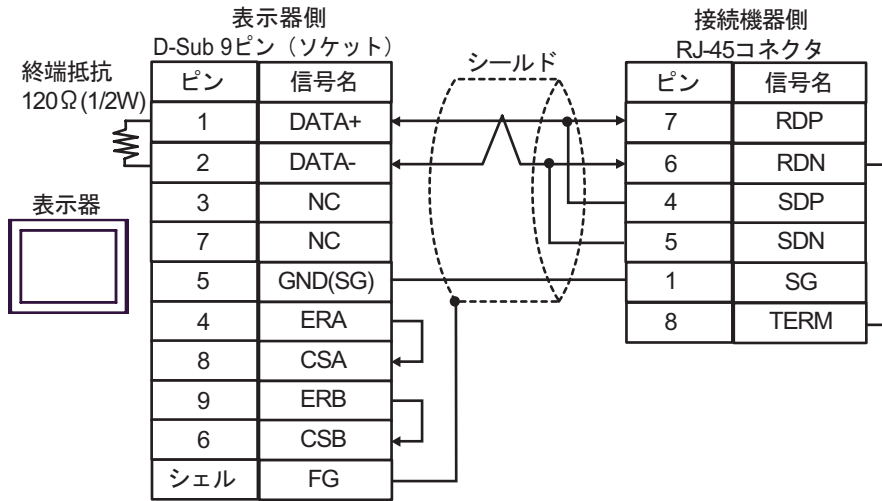 表示器側
D-Sub 9ピン（ソケット）
終端抵抗
120Ω(1/2W)
表示器
ピン 信号名
1 DATA+
2 DATA-
3 NC
7 NC
5 GND(SG)
4 ERA
8 CSA
9 ERB
6 CSB
シェル FG
シールド
接続機器側
RJ-45コネクタ
ピン 信号名
7 RDP
6 RDN
4 SDP
5 SDN
1 SG
8 TERM